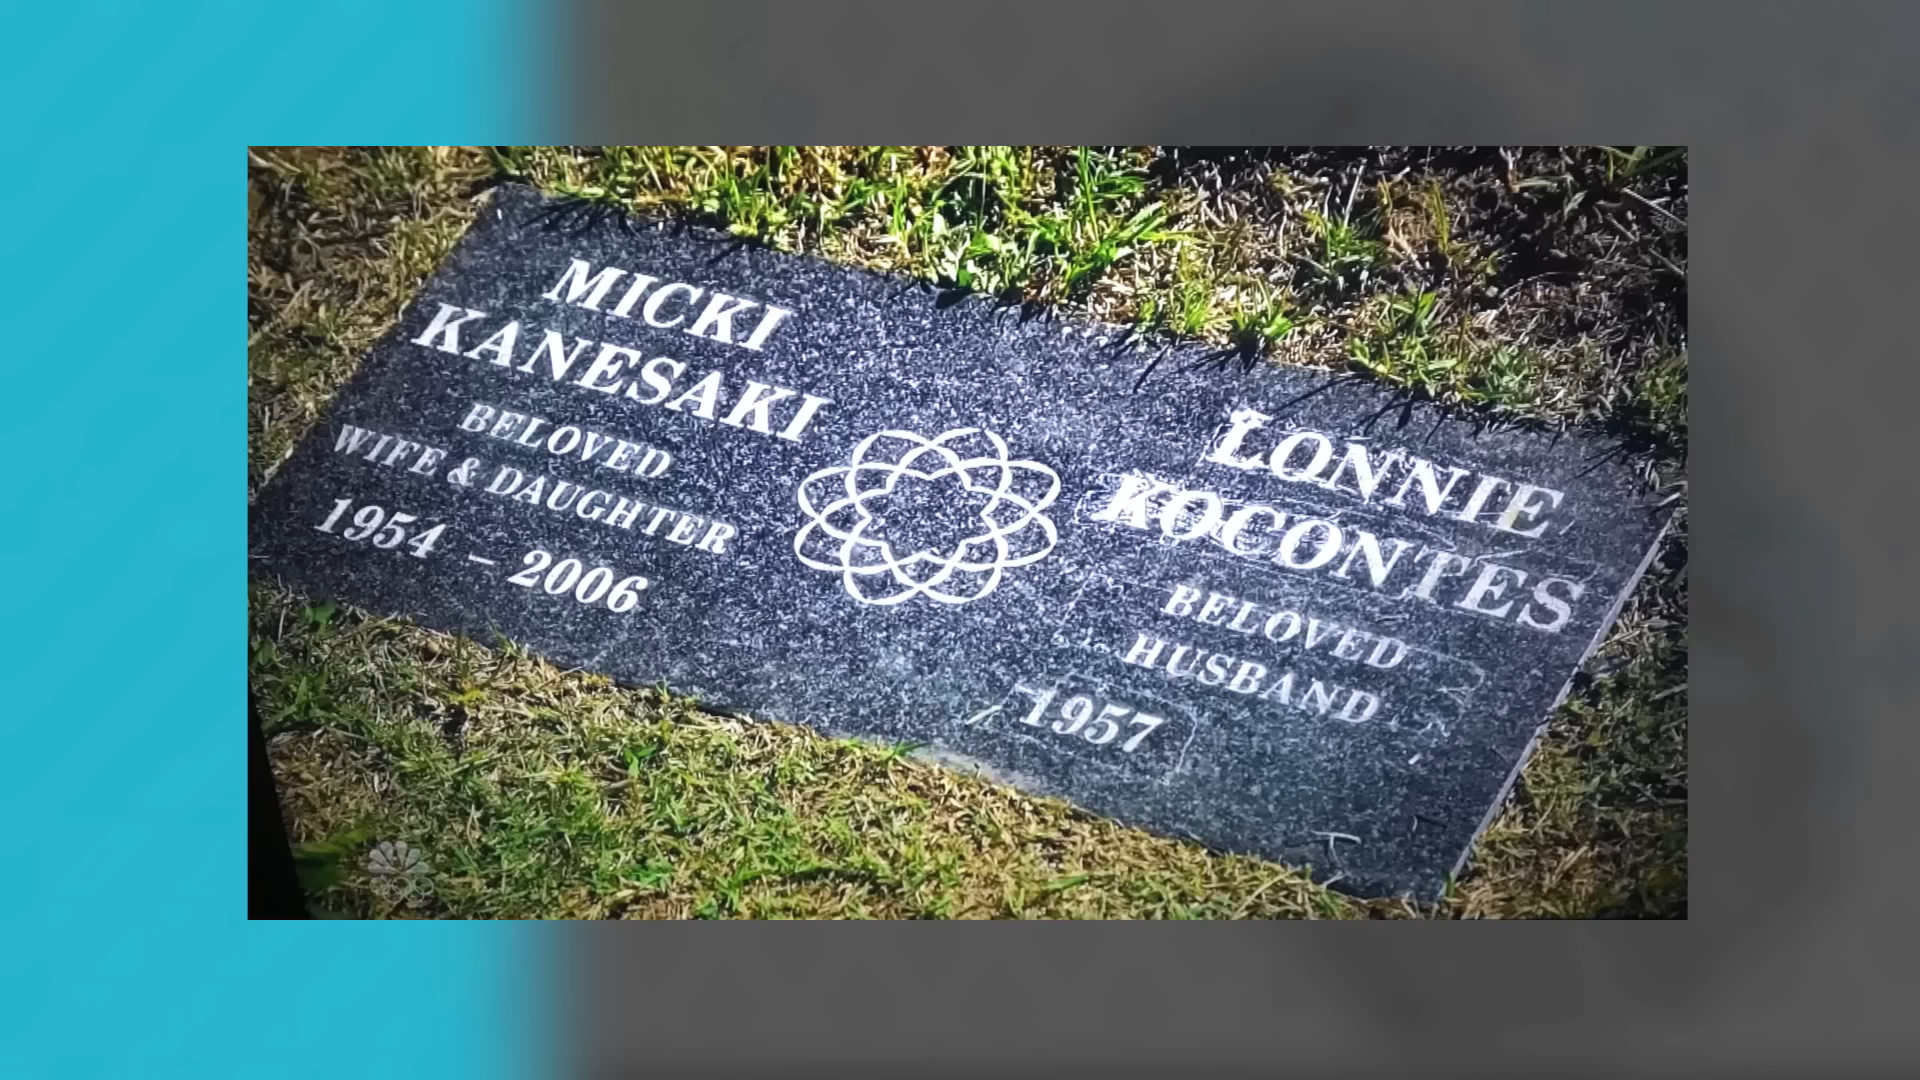 MICKI
KANESAKI
BELOVED
WIFE & DAUGHTER
1954 – 2006
LONNIE
KOCONTES
BELOVED
HUSBAND
1957